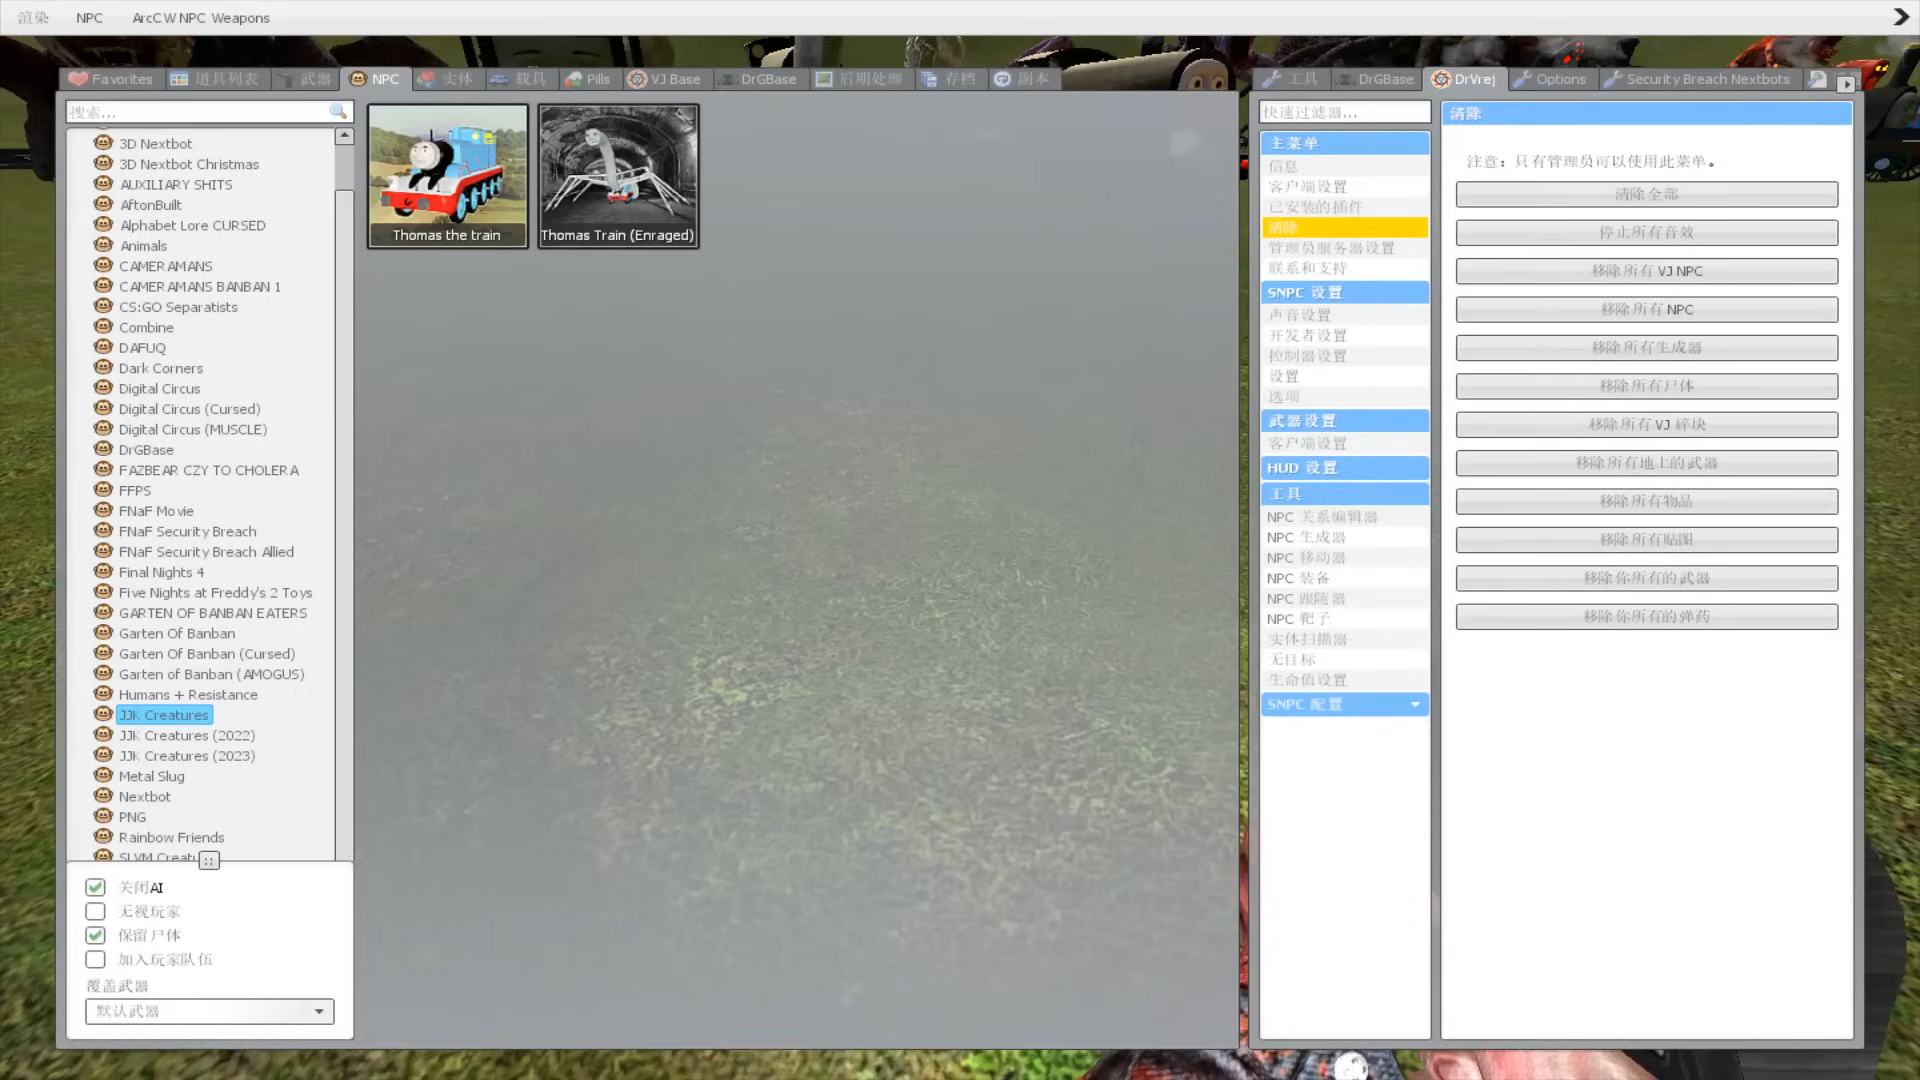 渲染 NPC ArcCW NPC Weapons
Favorites 道具列表 武器 NPC 实体 载具 Pills VJ Base DrGBase 后期处理 存档 副本
工具 DrGBase DrVrej Options Security Breach Nextbots
搜索...
3D Nextbot
3D Nextbot Christmas
AUXILIARY SHITS
AftonBuilt
Alphabet Lore CURSED
Animals
CAMERAMANS
CAMERAMANS BANBAN 1
CS:GO Separatists
Combine
DAFUQ
Dark Corners
Digital Circus
Digital Circus (Cursed)
Digital Circus (MUSCLE)
DrGBase
FAZBEAR CZY TO CHOLERA
FFPS
FNaF Movie
FNaF Security Breach
FNaF Security Breach Allied
Final Nights 4
Five Nights at Freddy's 2 Toys
GARTEN OF BANBAN EATERS
Garten Of Banban
Garten Of Banban (Cursed)
Garten of Banban (AMOGUS)
Humans + Resistance
JJK Creatures
JJK Creatures (2022)
JJK Creatures (2023)
Metal Slug
Nextbot
PNG
Rainbow Friends
关闭AI
无视玩家
保留尸体
加入玩家队伍
覆盖武器
默认武器
Thomas the train
Thomas Train (Enraged)
快速过滤器...
主菜单
信息
客户端设置
已安装的插件
清除
管理员服务器设置
联系和支持
SNPC 设置
声音设置
开发者设置
控制器设置
设置
选项
武器设置
客户端设置
HUD 设置
工具
NPC 关系编辑器
NPC 生成器
NPC 移动器
NPC 装备
NPC 跟随器
NPC 靶子
实体扫描器
无目标
生命值设置
SNPC 配置
清除
注意：只有管理员可以使用此菜单。
清除全部
停止所有音效
移除所有 VJ NPC
移除所有 NPC
移除所有生成器
移除所有尸体
移除所有 VJ 碎块
移除所有地上的武器
移除所有物品
移除所有贴图
移除你所有的武器
移除你所有的弹药